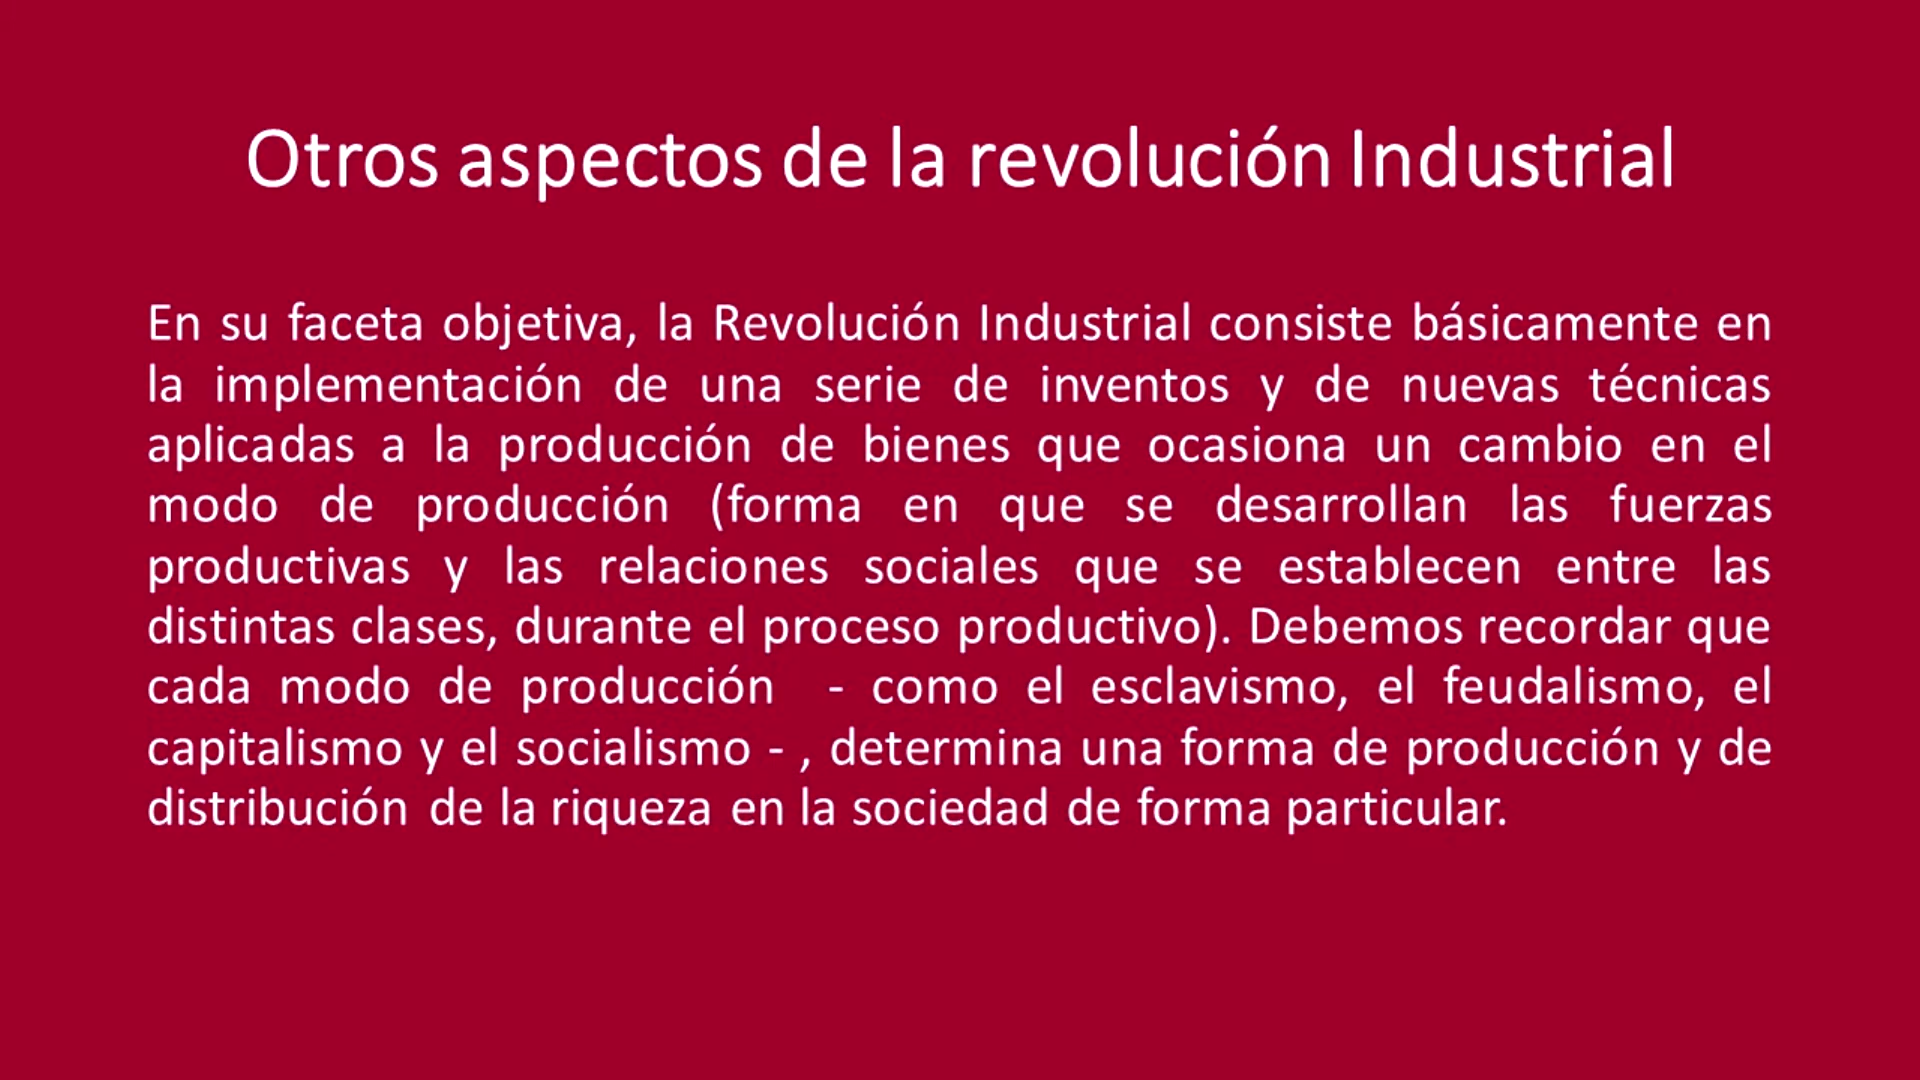 Otros aspectos de la revolución Industrial
En su faceta objetiva, la Revolución Industrial consiste básicamente en
la implementación de una serie de inventos y de nuevas técnicas
aplicadas a la producción de bienes que ocasiona un cambio en el
modo de producción (forma en que se desarrollan las fuerzas
productivas y las relaciones sociales que se establecen entre las
distintas clases, durante el proceso productivo). Debemos recordar que
cada modo de producción - como el esclavismo, el feudalismo, el
capitalismo y el socialismo - , determina una forma de producción y de
distribución de la riqueza en la sociedad de forma particular.